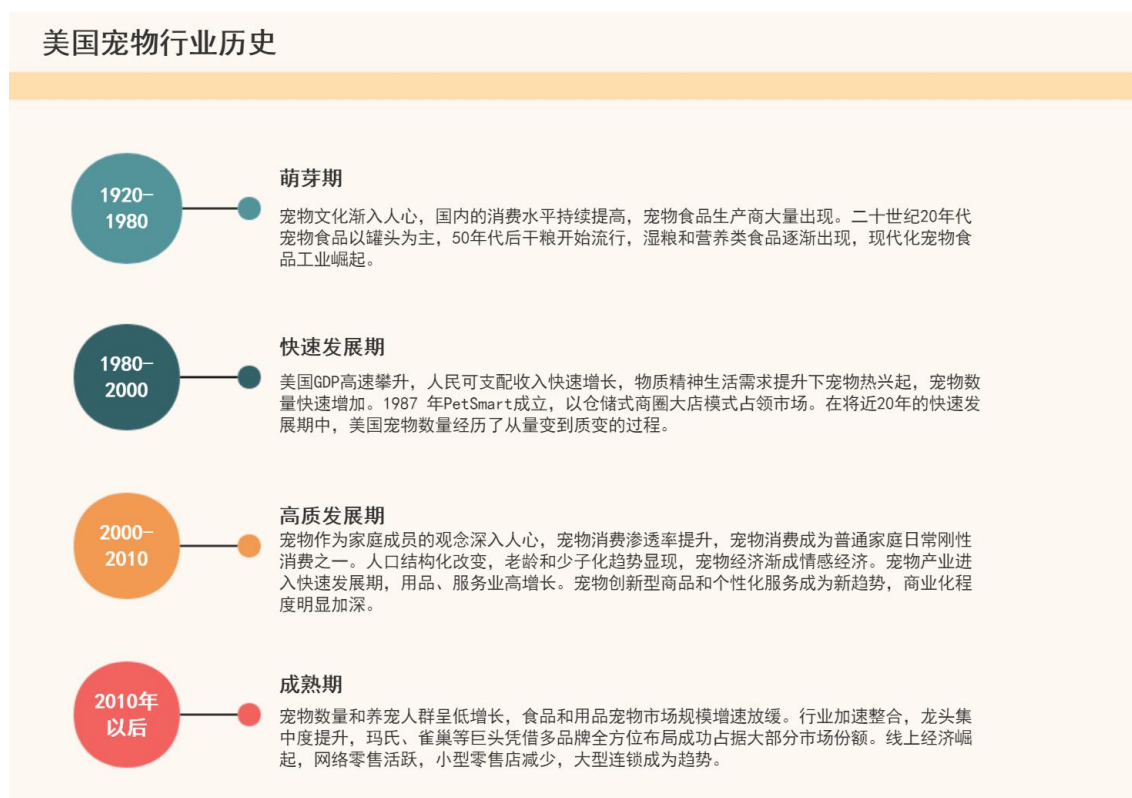 美国宠物行业历史
1920-
1980
萌芽期
宠物文化渐入人心，国内的消费水平持续提高，宠物食品生产商大量出现。二十世纪20年代
宠物食品以罐头为主，50年代后干粮开始流行，湿粮和营养类食品逐渐出现，现代化宠物食
品工业崛起。
1980-
2000
快速发展期
美国GDP高速攀升，人民可支配收入快速增长，物质精神生活需求提升下宠物热兴起，宠物数
量快速增加。1987 年PetSmart成立，以仓储式商圈大店模式占领市场。在将近20年的快速发
展期中，美国宠物数量经历了从量变到质变的过程。
2000-
2010
高质发展期
宠物作为家庭成员的观念深入人心，宠物消费渗透率提升，宠物消费成为普通家庭日常刚性
消费之一。人口结构化改变，老龄和少子化趋势显现，宠物经济渐成情感经济。宠物产业进
入快速发展期，用品、服务业高增长。宠物创新型商品和个性化服务成为新趋势，商业化程
度明显加深。
2010年
以后
成熟期
宠物数量和养宠人群呈低增长，食品和用品宠物市场规模增速放缓。行业加速整合，龙头集
中度提升，玛氏、雀巢等巨头凭借多品牌全方位布局成功占据大部分市场份额。线上经济崛
起，网络零售活跃，小型零售店减少，大型连锁成为趋势。